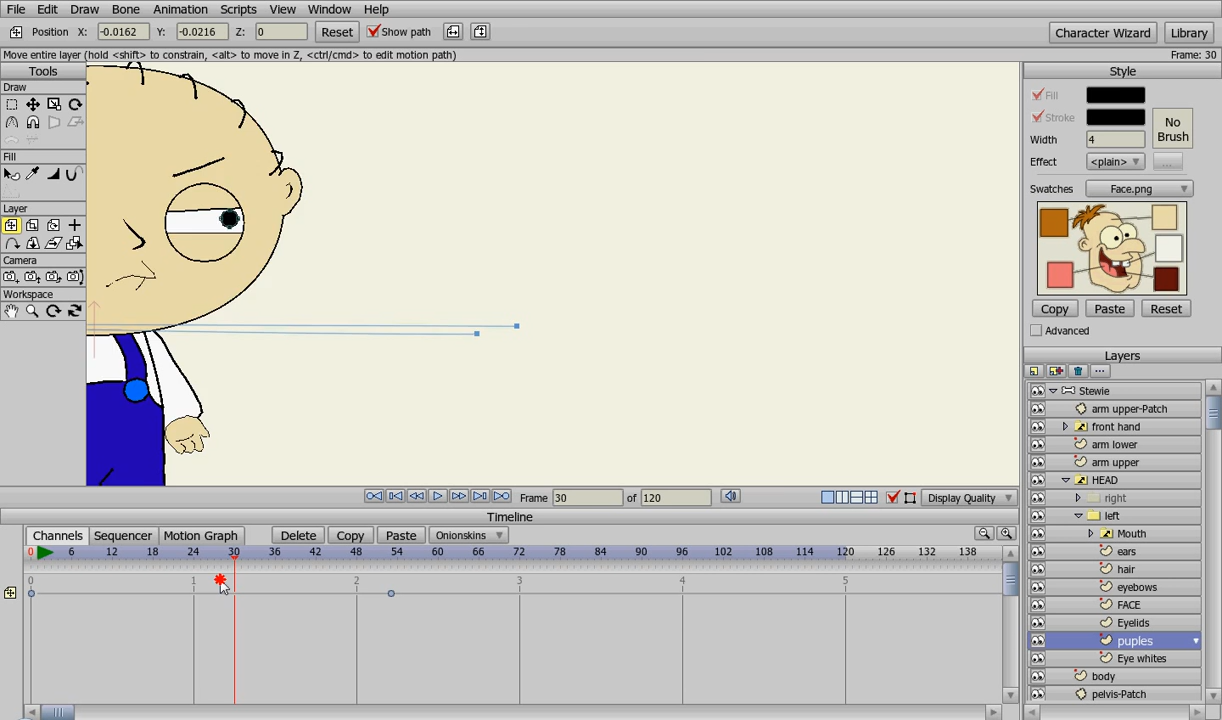 File Edit Draw Bone Animation Scripts View Window Help
Position X: -0.0162 Y: -0.0216 Z: 0 Reset Show path Character Wizard Library
Move entire layer (hold <shift> to constrain, <alt> to move in Z, <ctrl/cmd> to edit motion path) Frame: 30
Tools
Draw
Fill
Layer
Camera
Workspace
Style
Fill
Stroke
No
Brush
Width 4
Effect <plain> ...
Swatches Face.png
Copy Paste Reset
Advanced
Layers
...
Stewie
arm upper-Patch
front hand
arm lower
arm upper
HEAD
right
left
Mouth
ears
hair
eyebows
FACE
Eyelids
puples
Eye whites
body
pelvis-Patch
Frame 30 of 120 Display Quality
Timeline
Channels Sequencer Motion Graph Delete Copy Paste Onionskins
0 6 12 18 24 30 36 42 48 54 60 66 72 78 84 90 96 102 108 114 120 126 132 138
0 1 2 3 4 5